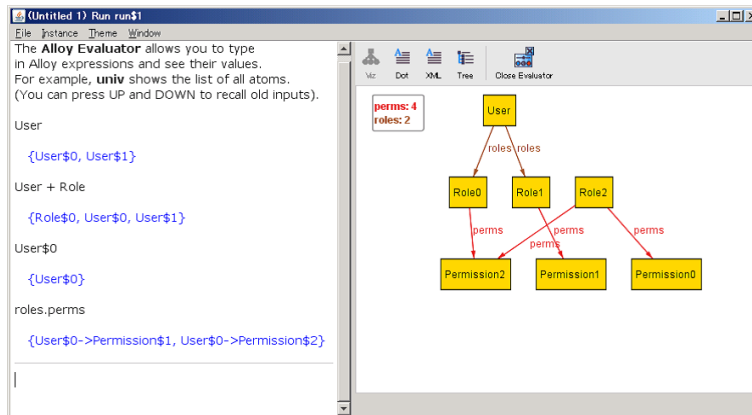 (Untitled 1) Run run$1
File Instance Theme Window
The Alloy Evaluator allows you to type
in Alloy expressions and see their values.
For example, univ shows the list of all atoms.
(You can press UP and DOWN to recall old inputs).
User
{User$0, User$1}
User + Role
{Role$0, User$0, User$1}
User$0
{User$0}
roles.perms
{User$0->Permission$1, User$0->Permission$2}
Viz Dot XML Tree Close Evaluator
perms: 4
roles: 2
User
roles roles
Role0 Role1 Role2
perms perms perms
perms
Permission2 Permission1 Permission0